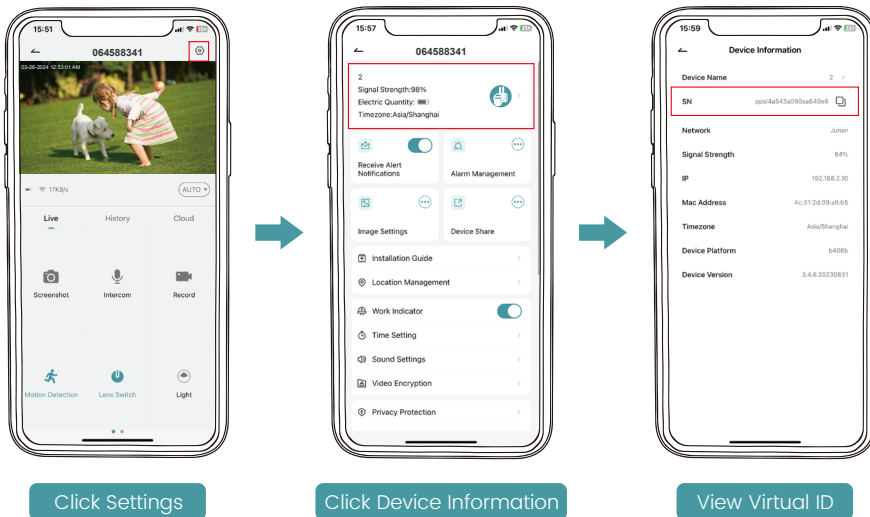 15:51
064588341
03-26-2024 12:53:01 AM
17KB/s
AUTO
Live History Cloud
Screenshot Intercom Record
Motion Detection Lens Switch Light
Click Settings
15:57
064588341
2
Signal Strength:98%
Electric Quantity:
Timezone:Asia/Shanghai
Receive Alert
Notifications
Alarm Management
Image Settings Device Share
Installation Guide
Location Management
Work Indicator
Time Setting
Sound Settings
Video Encryption
Privacy Protection
Click Device Information
15:59
Device Information
Device Name 2
SN ppsl4a543a090aa640e6
Network Junan
Signal Strength 84%
IP 192.168.2.10
Mac Address 4c:31:2d:09:a9:b5
Timezone Asia/Shanghai
Device Platform b406b
Device Version 3.4.6.20230831
View Virtual ID